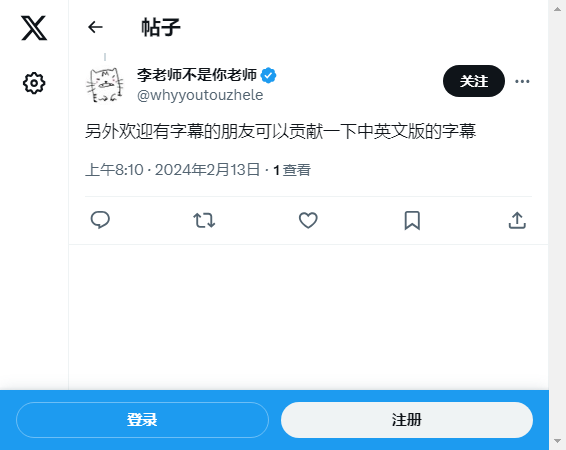 帖子
李老师不是你老师
@whyyoutouzhele
关注
另外欢迎有字幕的朋友可以贡献一下中英文版的字幕
上午8:10 · 2024年2月13日 · 1 查看
登录
注册